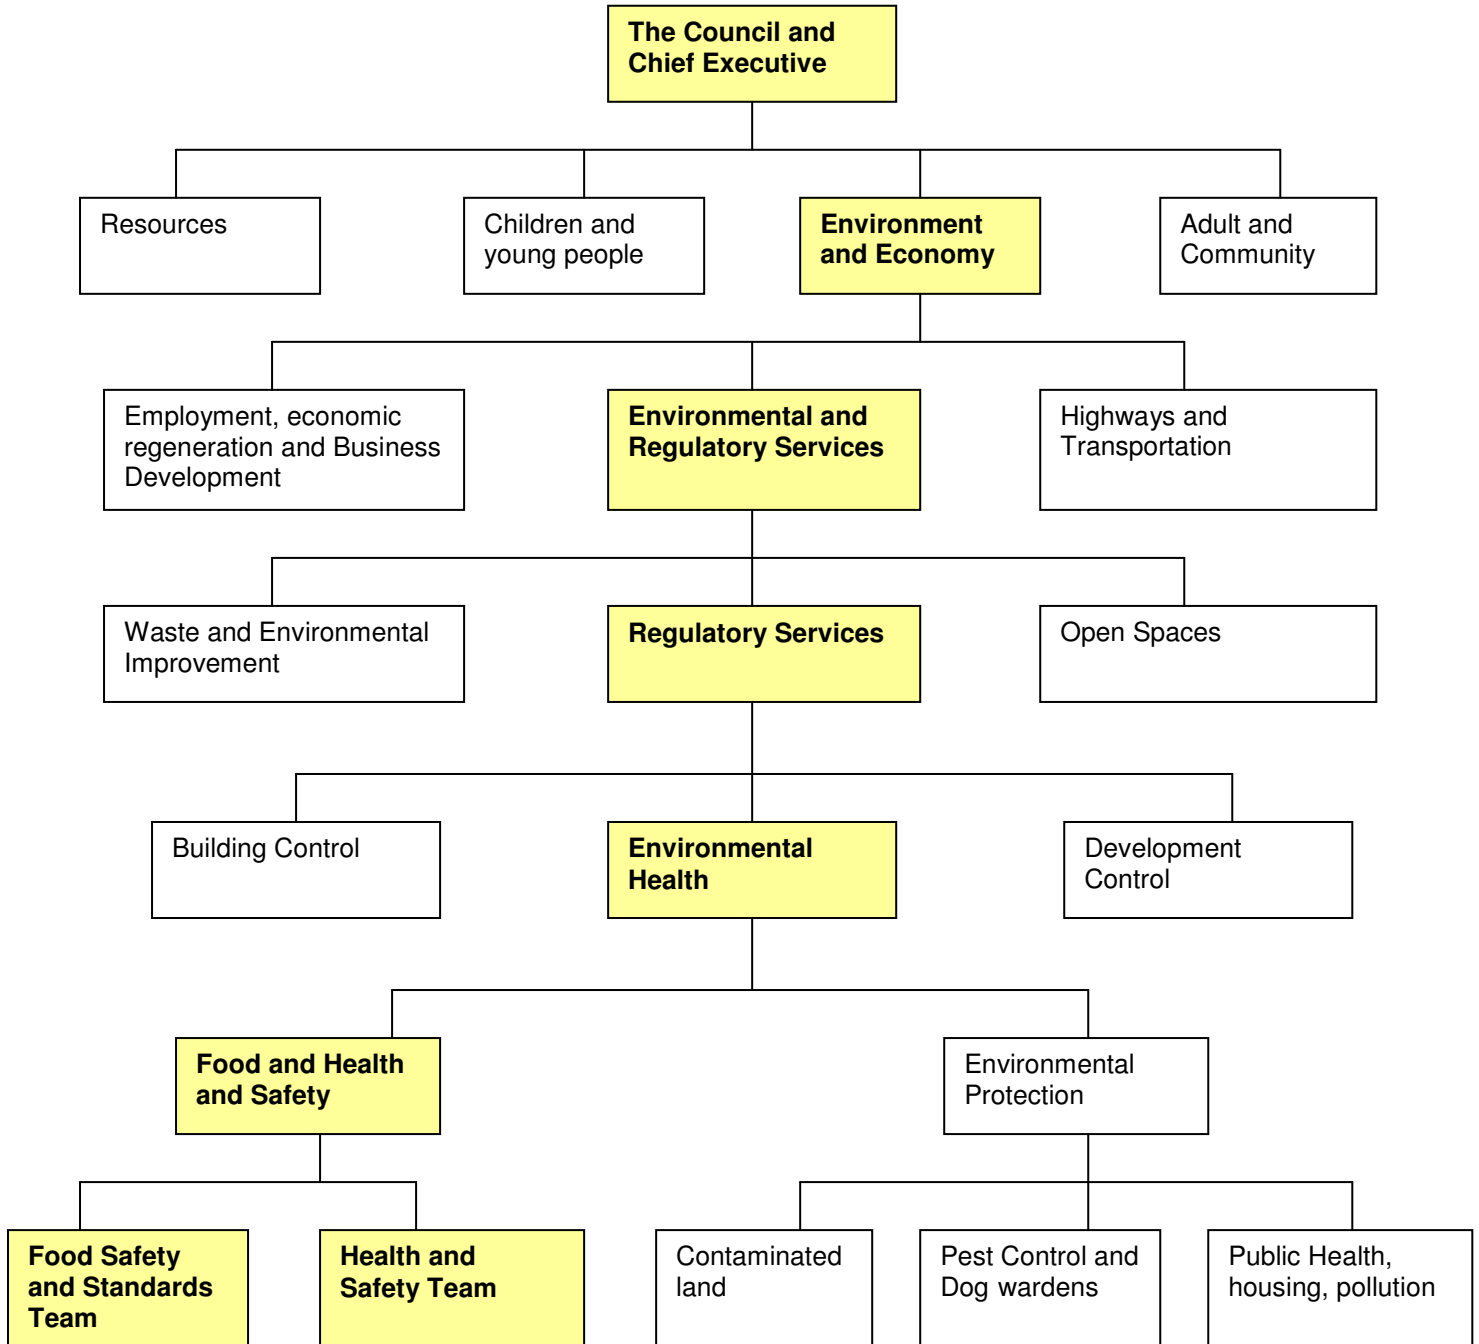 The Council and
Chief Executive
Resources
Children and
young people
Environment
and Economy
Adult and
Community
Employment, economic
regeneration and Business
Development
Environmental and
Regulatory Services
Highways and
Transportation
Waste and Environmental
Improvement
Regulatory Services
Open Spaces
Building Control
Environmental
Health
Development
Control
Food and Health
and Safety
Environmental
Protection
Food Safety
and Standards
Team
Health and
Safety Team
Contaminated
land
Pest Control and
Dog wardens
Public Health,
housing, pollution